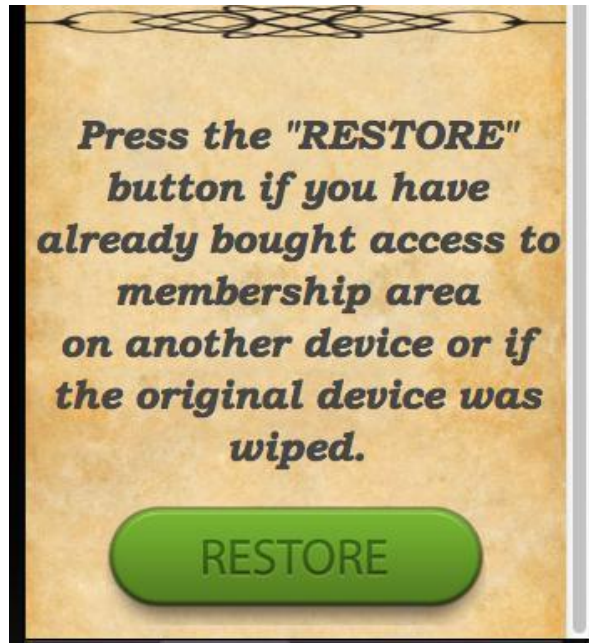 Press the "RESTORE"
button if you have
already bought access to
membership area
on another device or if
the original device was
wiped.
RESTORE